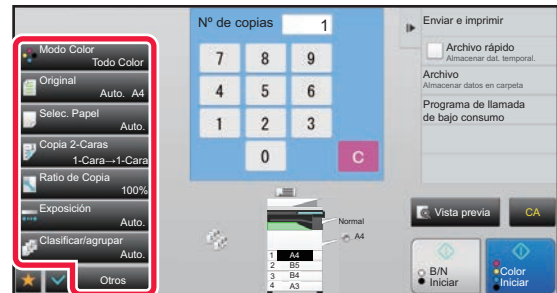 Modo Color
Todo Color
Original
Auto. A4
Selec. Papel
Auto.
Copia 2-Caras
1-Cara→1-Cara
Ratio de Copia
100%
Exposición
Auto.
Clasificar/agrupar
Auto.
Otros
Nº de copias 1
7 8 9
4 5 6
1 2 3
0 C
Normal
A4
1 A4
2 B5
3 B4
4 A3
Enviar e imprimir
Archivo rápido
Almacenar dat. temporal.
Archivo
Almacenar datos en carpeta
Programa de llamada
de bajo consumo
Vista previa
CA
B/N
Iniciar
Color
Iniciar